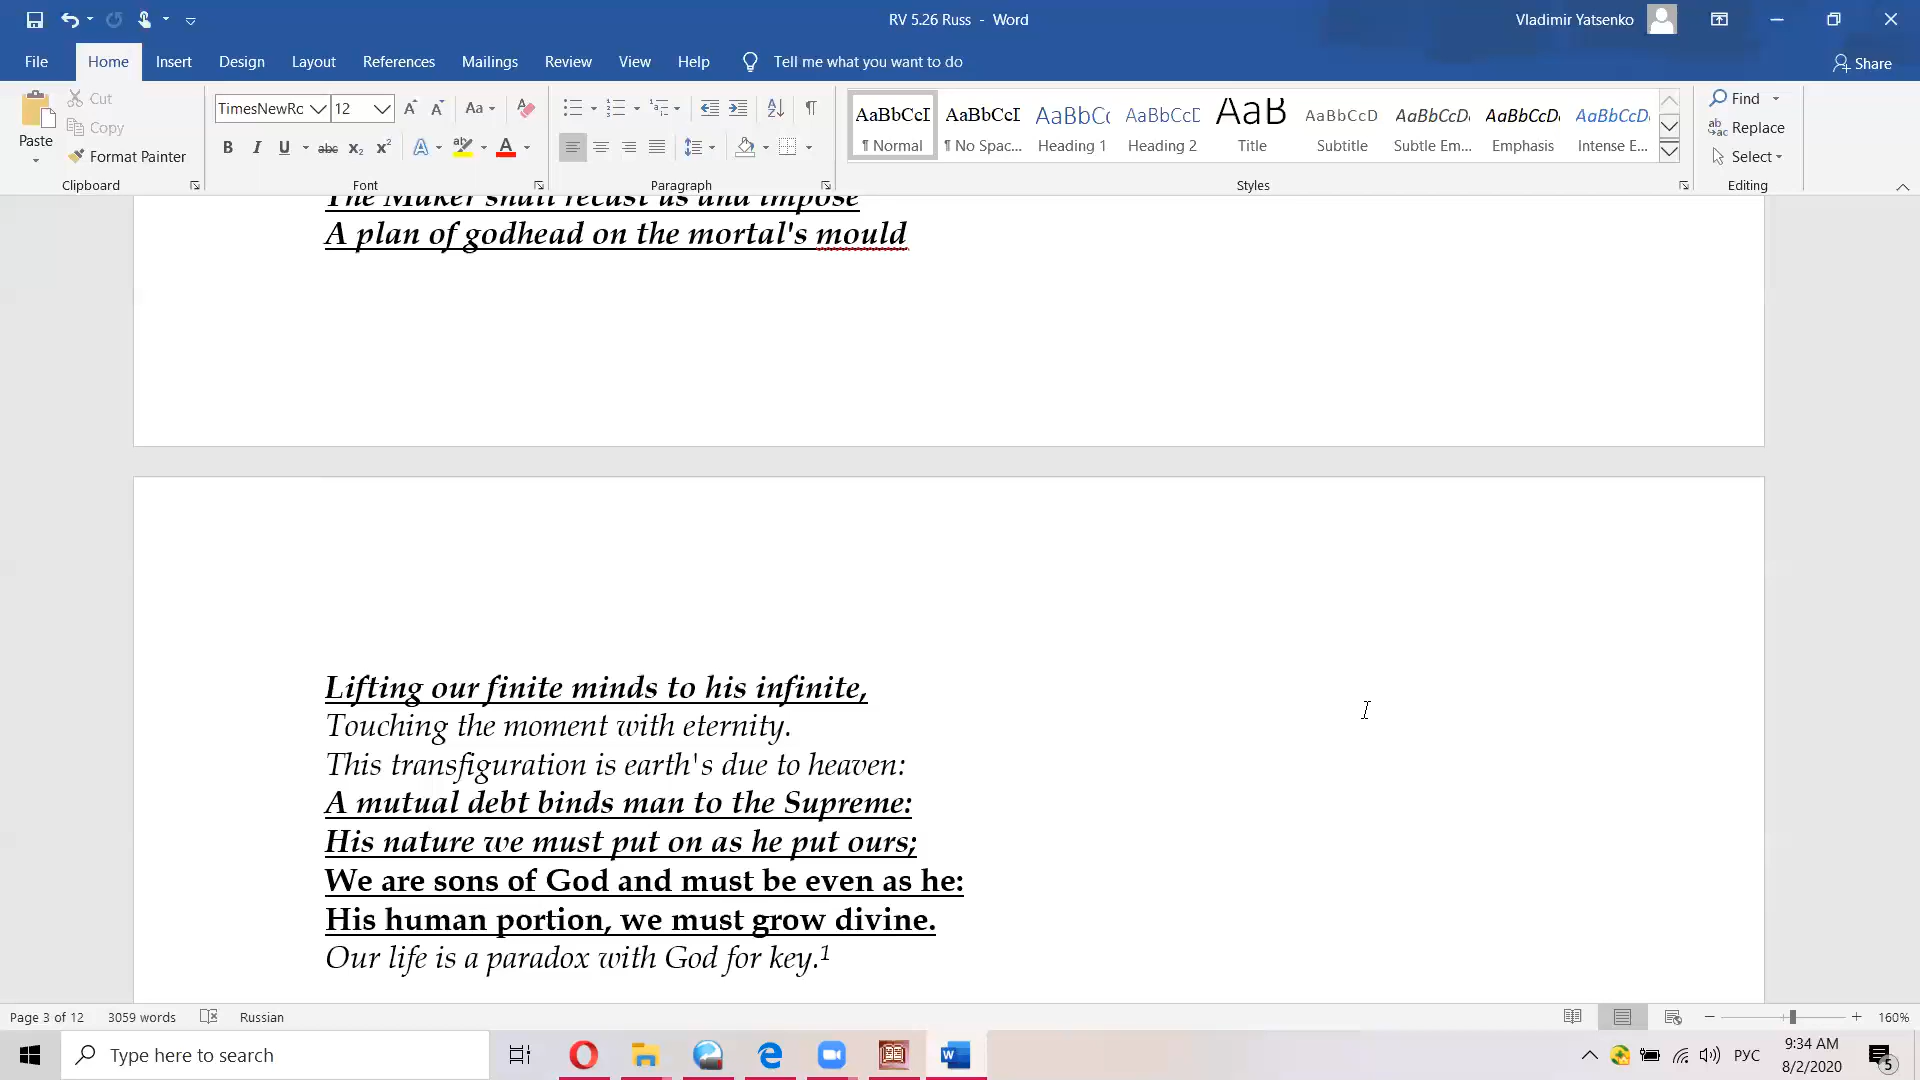 RV 5.26 Russ - Word
Vladimir Yatsenko
File Home Insert Design Layout References Mailings Review View Help Tell me what you want to do
Share
Paste
Cut
Copy
Format Painter
Clipboard
TimesNewRo 12
Font
Paragraph
AaBbCcD AaBbCcD AaBbCc AaBbCcD AaB AaBbCcD AaBbCcD AaBbCcD AaBbCcD
¶ Normal ¶ No Spac... Heading 1 Heading 2 Title Subtitle Subtle Em... Emphasis Intense E...
Styles
Find
Replace
Select
Editing
The Maker shall recast us and impose
A plan of godhead on the mortal's mould
Lifting our finite minds to his infinite,
Touching the moment with eternity.
This transfiguration is earth's due to heaven:
A mutual debt binds man to the Supreme:
His nature we must put on as he put ours;
We are sons of God and must be even as he:
His human portion, we must grow divine.
Our life is a paradox with God for key.1
Page 3 of 12 3059 words Russian
160%
Type here to search
РУС
9:34 AM
8/2/2020
5